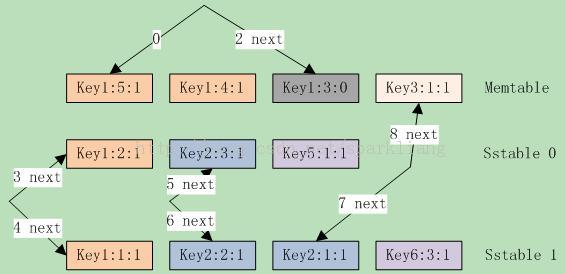 0
2 next
Key1:5:1 Key1:4:1 Key1:3:0 Key3:1:1 Memtable
8 next
Key1:2:1 Key2:3:1 Key5:1:1 Sstable 0
3 next
5 next
7 next
4 next
6 next
Key1:1:1 Key2:2:1 Key2:1:1 Key6:3:1 Sstable 1